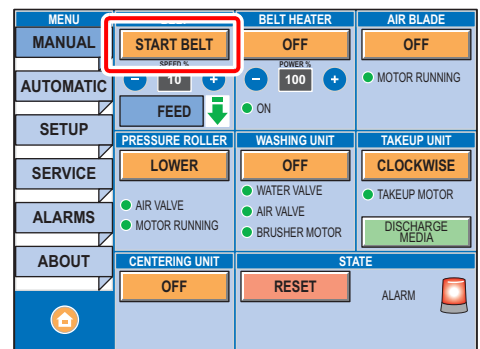 MENU
MANUAL
AUTOMATIC
SETUP
SERVICE
ALARMS
ABOUT
START BELT
SPEED %
10
FEED
BELT HEATER
OFF
POWER %
100
ON
AIR BLADE
OFF
MOTOR RUNNING
PRESSURE ROLLER
LOWER
AIR VALVE
MOTOR RUNNING
WASHING UNIT
OFF
WATER VALVE
AIR VALVE
BRUSHER MOTOR
TAKEUP UNIT
CLOCKWISE
TAKEUP MOTOR
DISCHARGE
MEDIA
CENTERING UNIT
OFF
STATE
RESET
ALARM